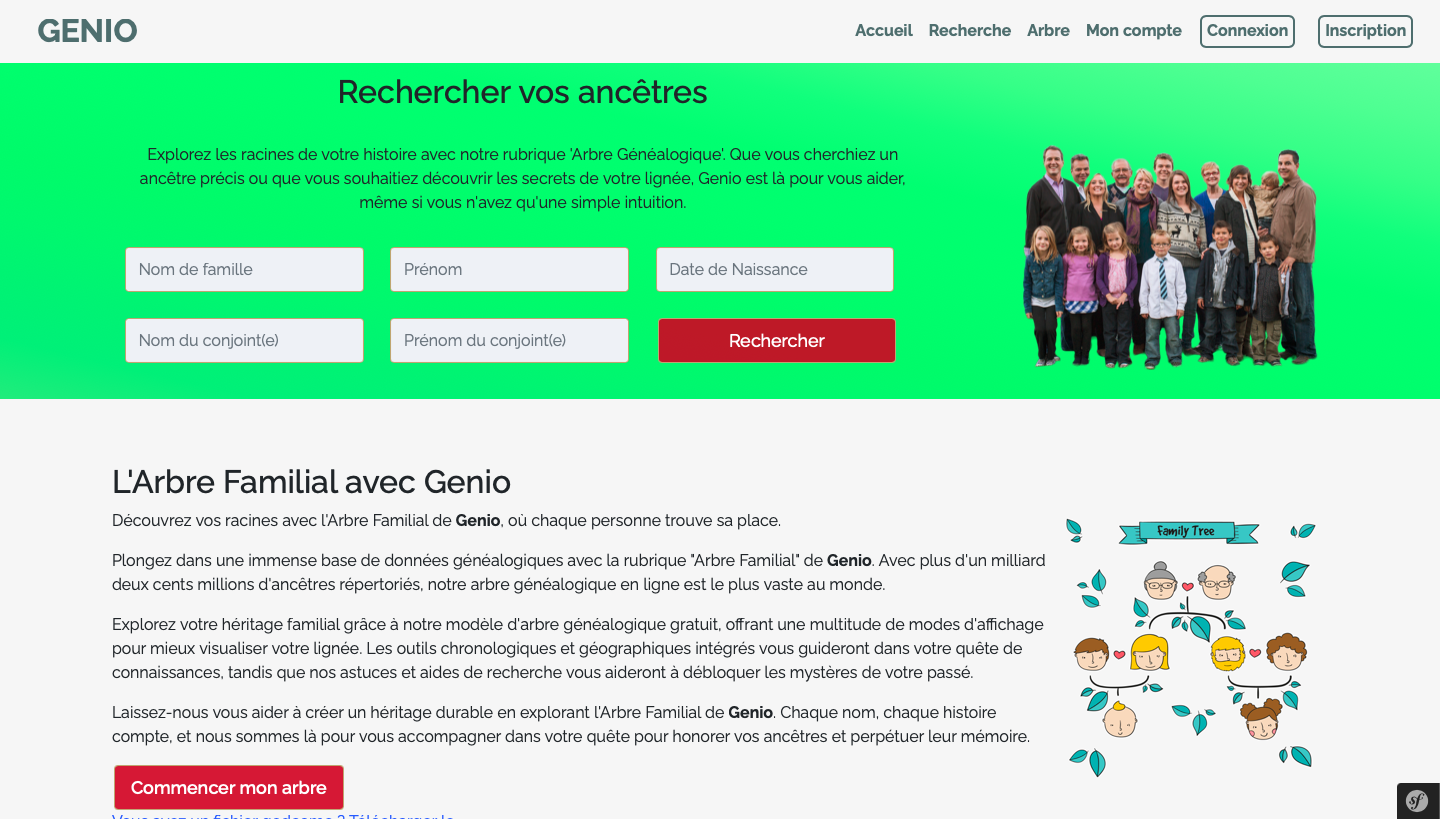 GENIO
Accueil Recherche Arbre Mon compte Connexion Inscription
Rechercher vos ancêtres
Explorez les racines de votre histoire avec notre rubrique 'Arbre Généalogique'. Que vous cherchiez un
ancêtre précis ou que vous souhaitiez découvrir les secrets de votre lignée, Genio est là pour vous aider,
même si vous n'avez qu'une simple intuition.
Nom de famille Prénom Date de Naissance
Nom du conjoint(e) Prénom du conjoint(e) Rechercher
L'Arbre Familial avec Genio
Découvrez vos racines avec l'Arbre Familial de Genio, où chaque personne trouve sa place.
Plongez dans une immense base de données généalogiques avec la rubrique "Arbre Familial" de Genio. Avec plus d'un milliard
deux cents millions d'ancêtres répertoriés, notre arbre généalogique en ligne est le plus vaste au monde.
Explorez votre héritage familial grâce à notre modèle d'arbre généalogique gratuit, offrant une multitude de modes d'affichage
pour mieux visualiser votre lignée. Les outils chronologiques et géographiques intégrés vous guideront dans votre quête de
connaissances, tandis que nos astuces et aides de recherche vous aideront à débloquer les mystères de votre passé.
Laissez-nous vous aider à créer un héritage durable en explorant l'Arbre Familial de Genio. Chaque nom, chaque histoire
compte, et nous sommes là pour vous accompagner dans votre quête pour honorer vos ancêtres et perpétuer leur mémoire.
Commencer mon arbre
Family Tree
sf